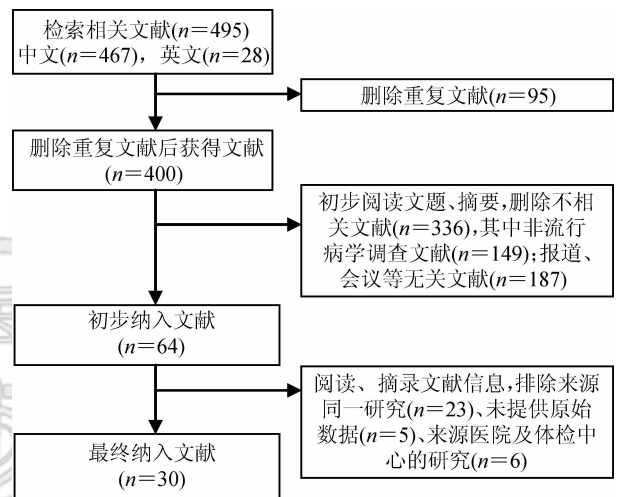 检索相关文献(n=495)
中文(n=467)，英文(n=28)
删除重复文献(n=95)
删除重复文献后获得文献
(n=400)
初步阅读文题、摘要,删除不相
关文献(n=336),其中非流行
病学调查文献(n=149);报道、
会议等无关文献(n=187)
初步纳入文献
(n=64)
阅读、摘录文献信息,排除来源
同一研究(n=23)、未提供原始
数据(n=5)、来源医院及体检中
心的研究(n=6)
最终纳入文献
(n=30)